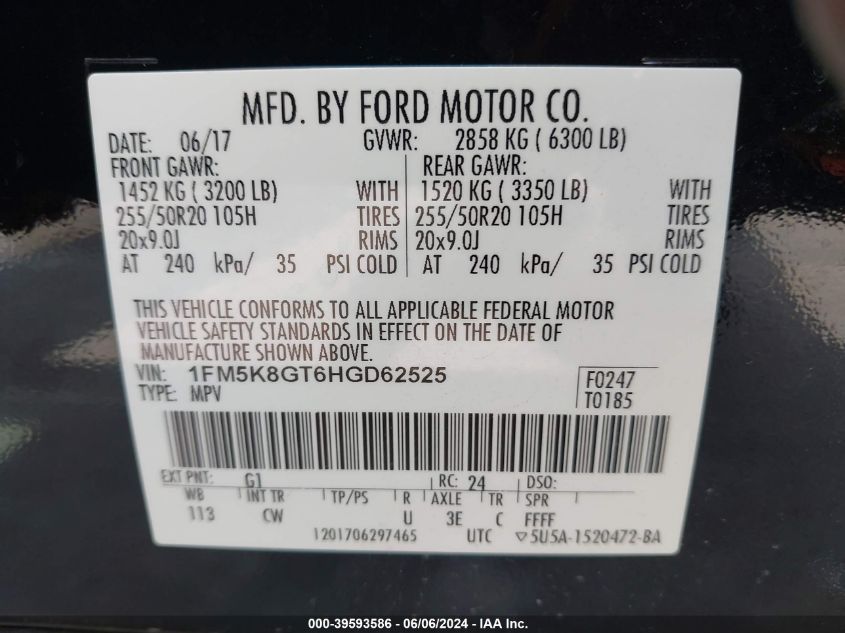 MFD. BY FORD MOTOR CO.
DATE: 06/17 GVWR: 2858 KG ( 6300 LB)
FRONT GAWR: REAR GAWR:
1452 KG ( 3200 LB) WITH 1520 KG ( 3350 LB) WITH
255/50R20 105H TIRES 255/50R20 105H TIRES
20x9.0J RIMS 20x9.0J RIMS
AT 240 kPa/ 35 PSI COLD AT 240 kPa/ 35 PSI COLD
THIS VEHICLE CONFORMS TO ALL APPLICABLE FEDERAL MOTOR
VEHICLE SAFETY STANDARDS IN EFFECT ON THE DATE OF
MANUFACTURE SHOWN ABOVE.
VIN: 1FM5K8GT6HGD62525 F0247
TYPE: MPV T0185
EXT PNT: G1 RC: 24 DSO:
WB INT TR TP/PS R AXLE TR SPR
113 CW U 3E C FFFF
1201706297465 UTC ▽5U5A-1520472-BA
000-39593586 - 06/06/2024 - IAA Inc.